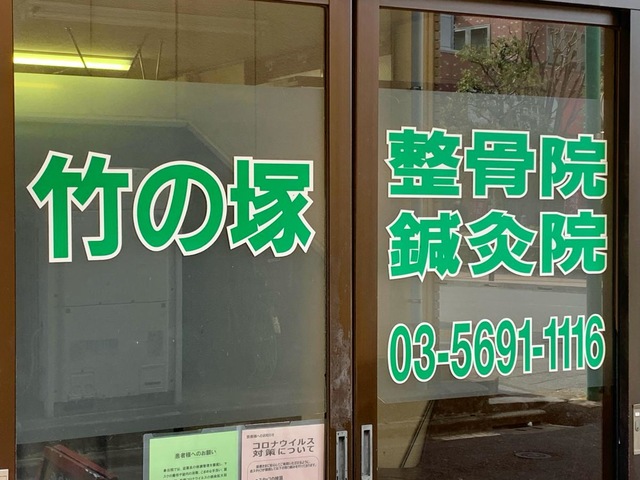 竹の塚
整骨院
鍼灸院
03-5691-1116
患者様へのお願い
コロナウイルス
対策について